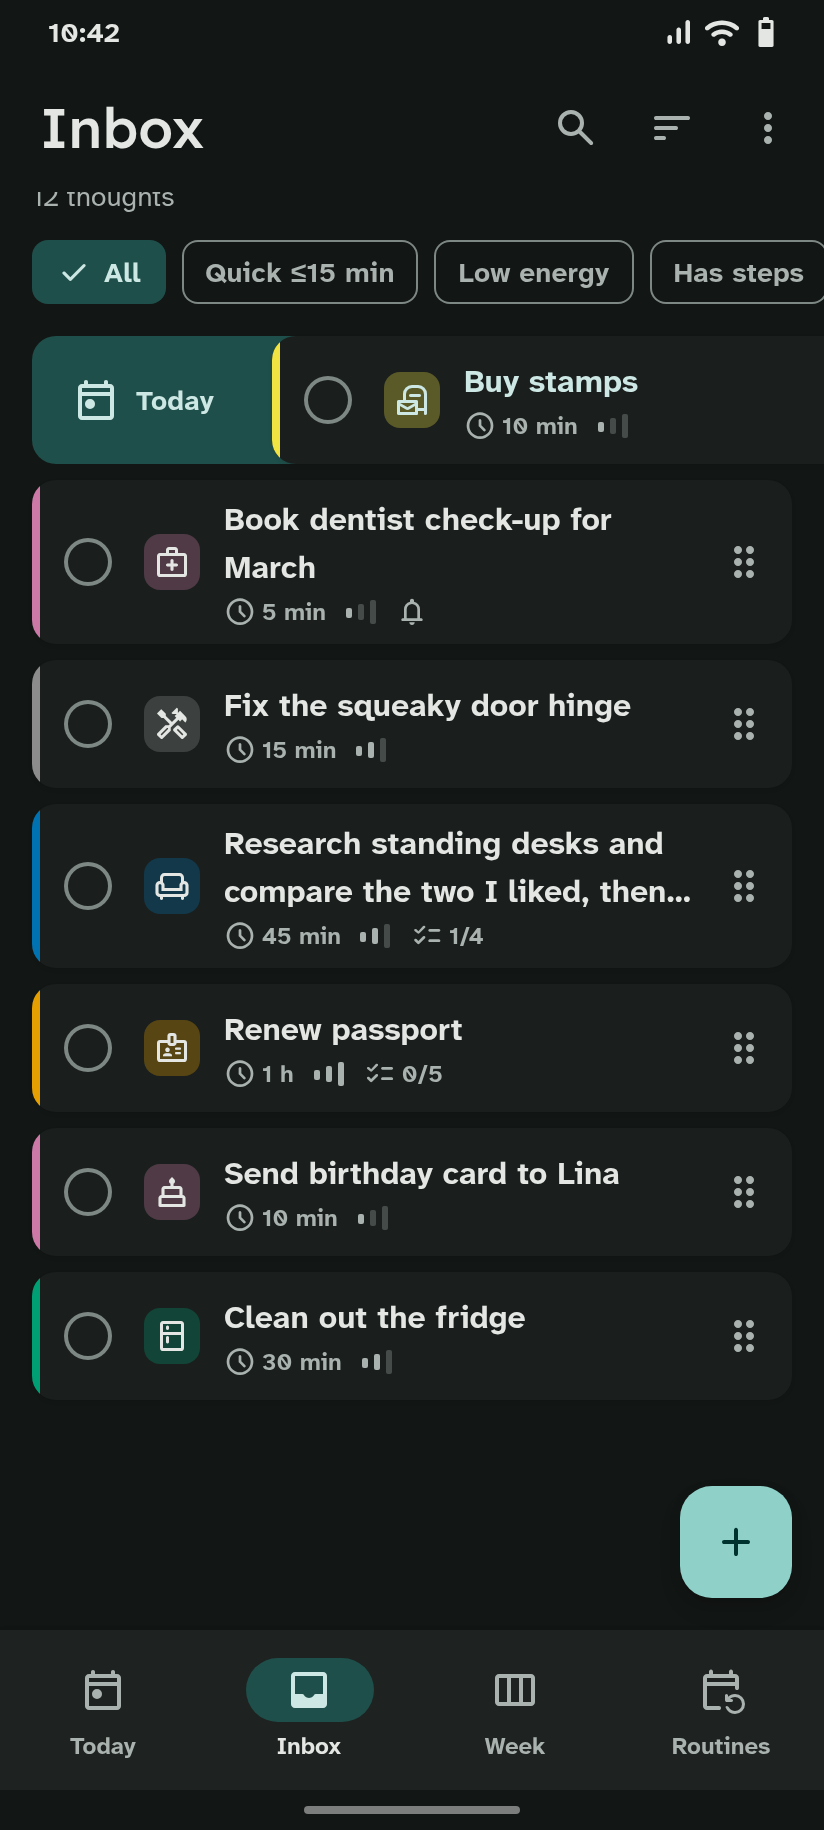 10:42
Inbox
12 thoughts
All
Quick ≤15 min
Low energy
Has steps
Today
Buy stamps
10 min
Book dentist check-up for
March
5 min
Fix the squeaky door hinge
15 min
Research standing desks and
compare the two I liked, then...
45 min 1/4
Renew passport
1 h 0/5
Send birthday card to Lina
10 min
Clean out the fridge
30 min
Today
Inbox
Week
Routines